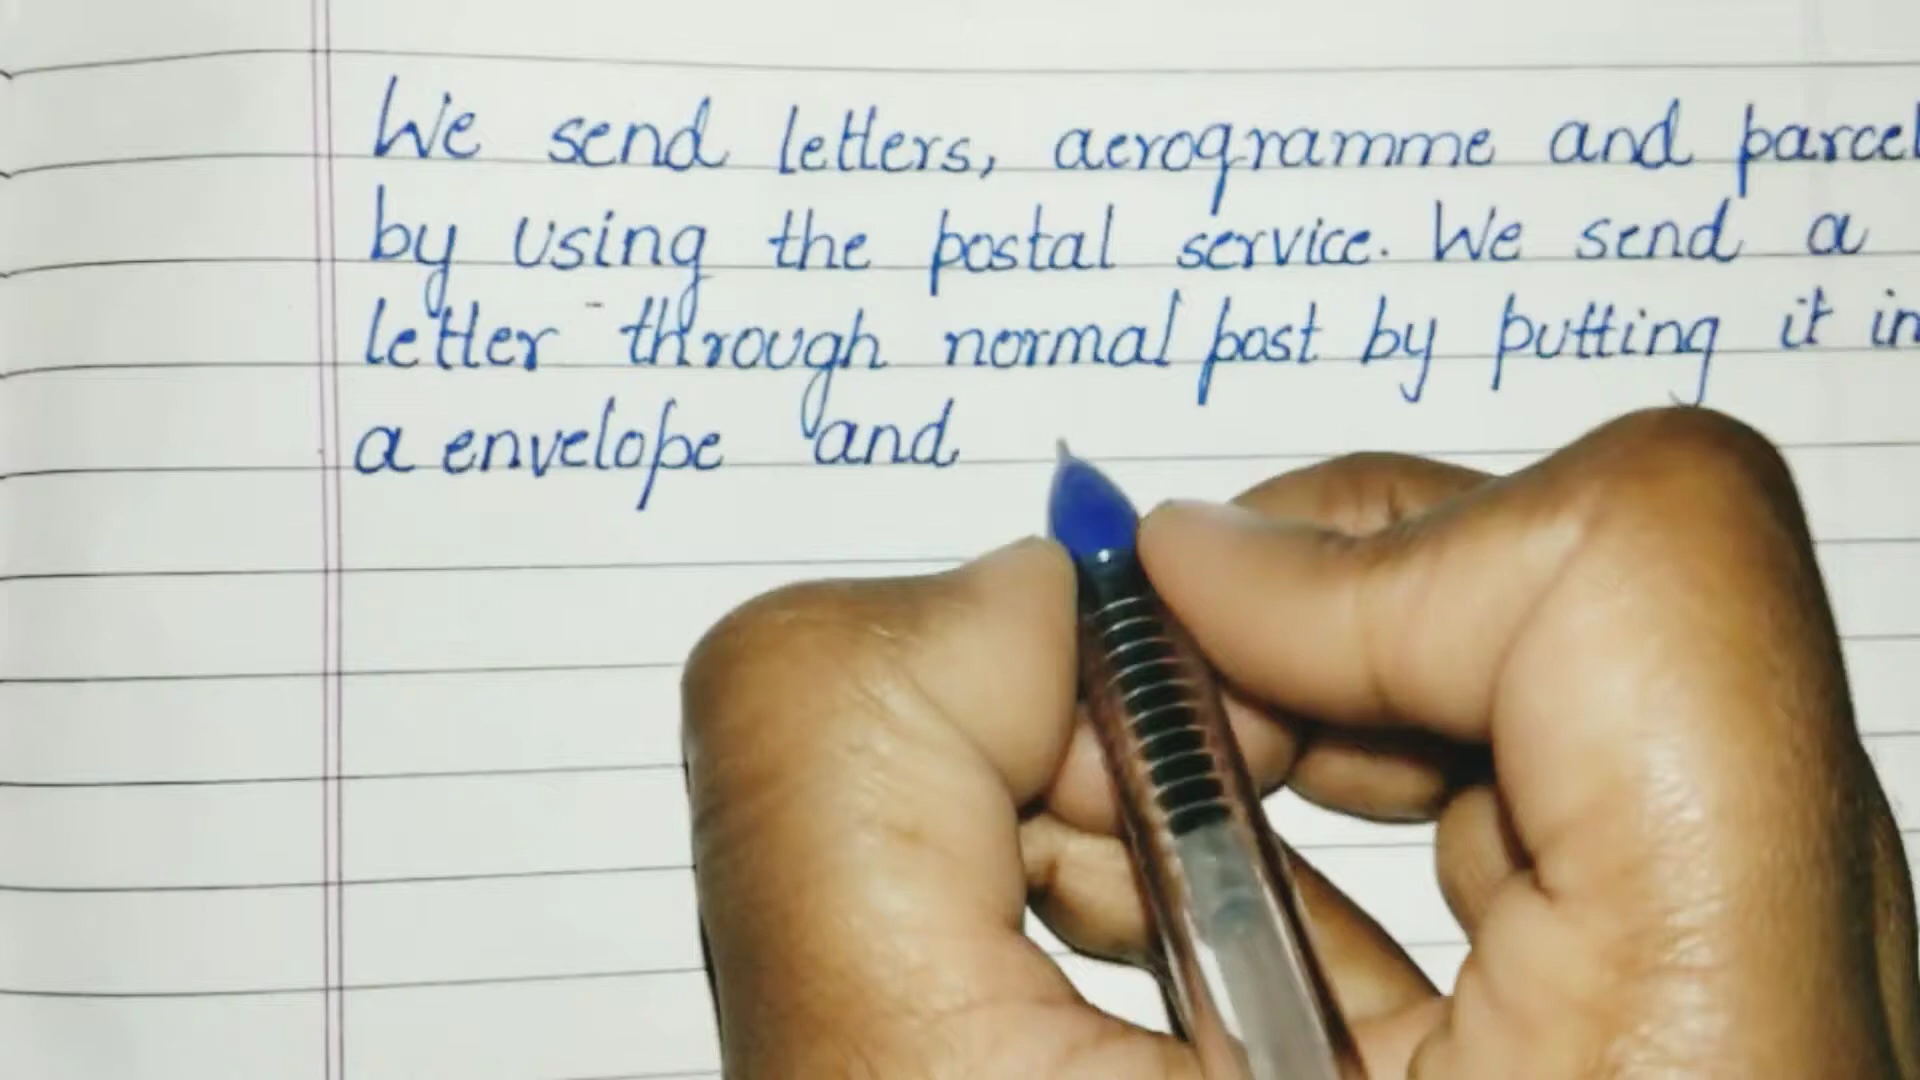 We send letters, aerogramme and parcel
by using the postal service. We send a
letter through normal post by putting it in
a envelope and